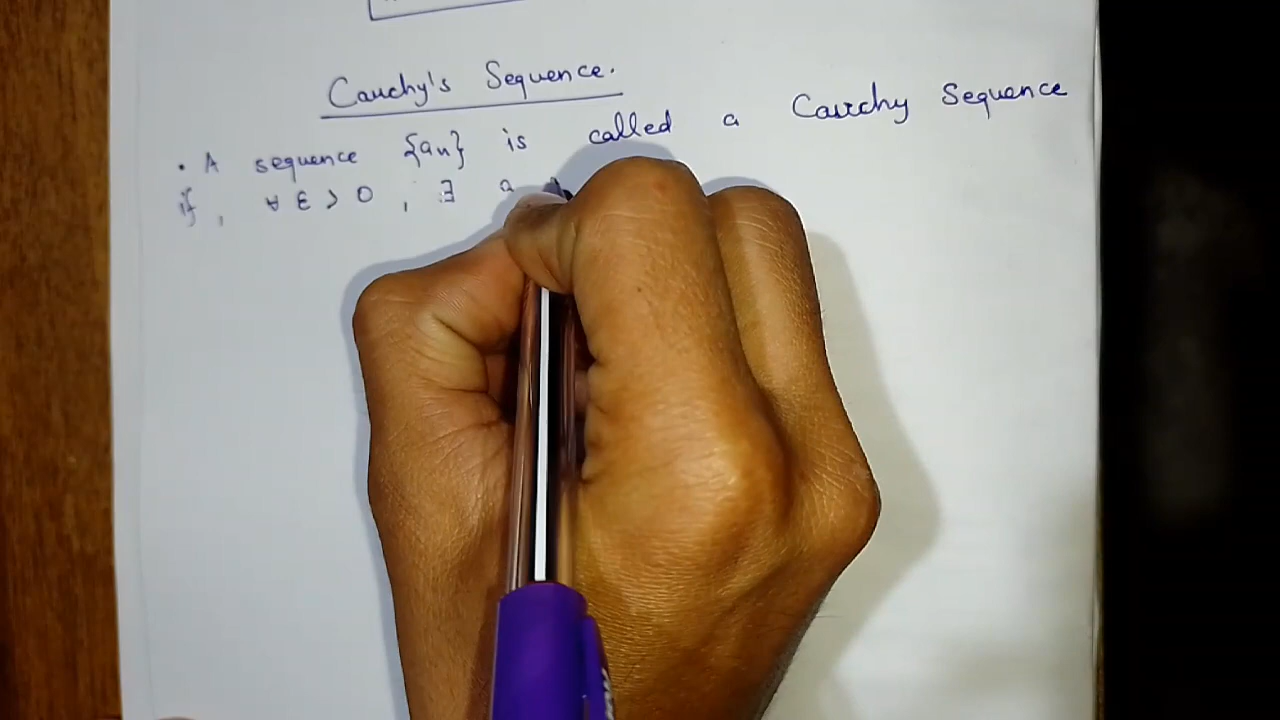 Cauchy's Sequence.
• A sequence {an} is called a Cauchy Sequence
if, ∀ ε > 0, ∃ a